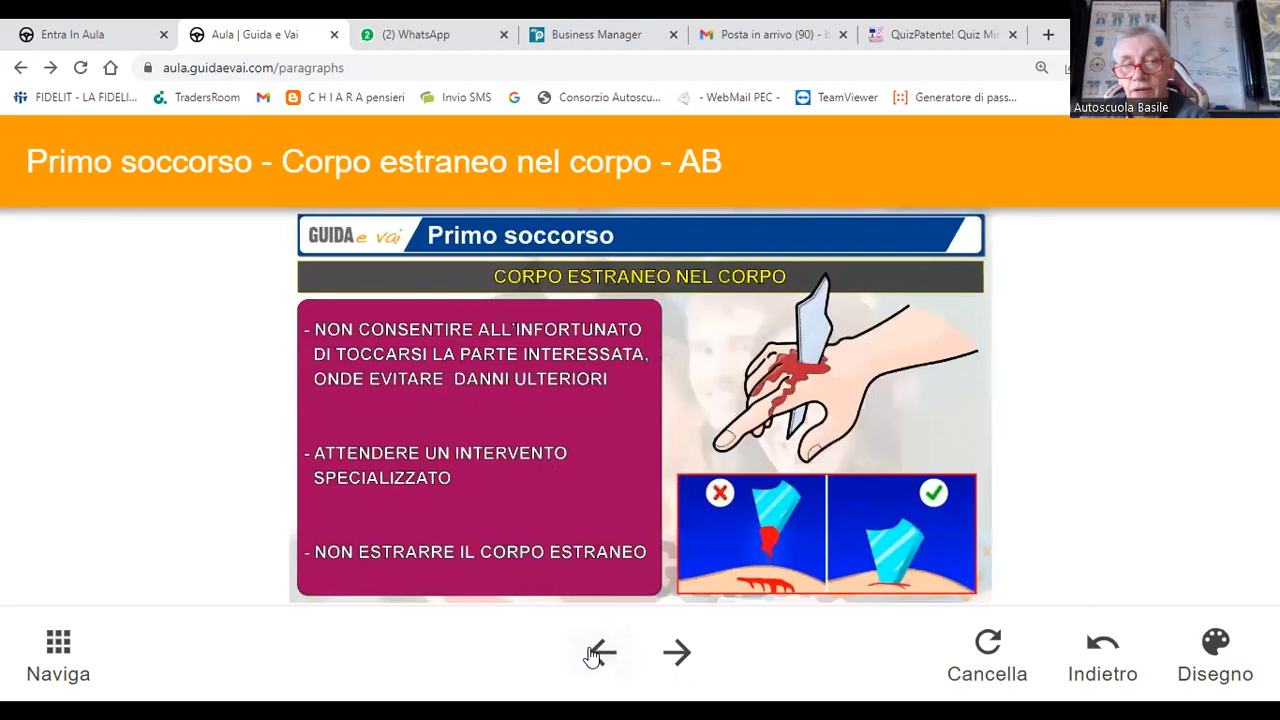 Entra In Aula
Aula | Guida e Vai
(2) WhatsApp
Business Manager
Posta in arrivo (90) - b
QuizPatente! Quiz Min
aula.guidaevai.com/paragraphs
FIDELIT - LA FIDELI...
TradersRoom
C H I A R A pensieri
Invio SMS
Consorzio Autoscu...
- WebMail PEC -
TeamViewer
Generatore di pass...
Autoscuola Basile
Primo soccorso - Corpo estraneo nel corpo - AB
GUIDA e vai
Primo soccorso
CORPO ESTRANEO NEL CORPO
- NON CONSENTIRE ALL'INFORTUNATO
DI TOCCARSI LA PARTE INTERESSATA,
ONDE EVITARE DANNI ULTERIORI
- ATTENDERE UN INTERVENTO
SPECIALIZZATO
- NON ESTRARRE IL CORPO ESTRANEO
Naviga
Cancella
Indietro
Disegno